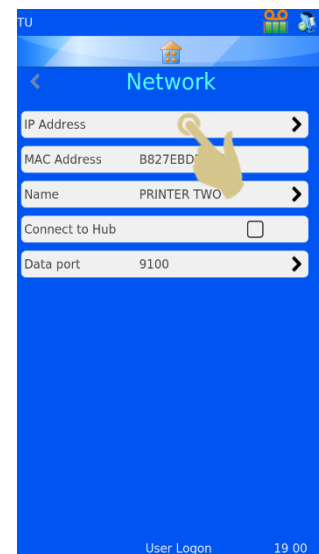 TU
Network
IP Address
MAC Address B827EBD
Name PRINTER TWO
Connect to Hub
Data port 9100
User Logon 19 00